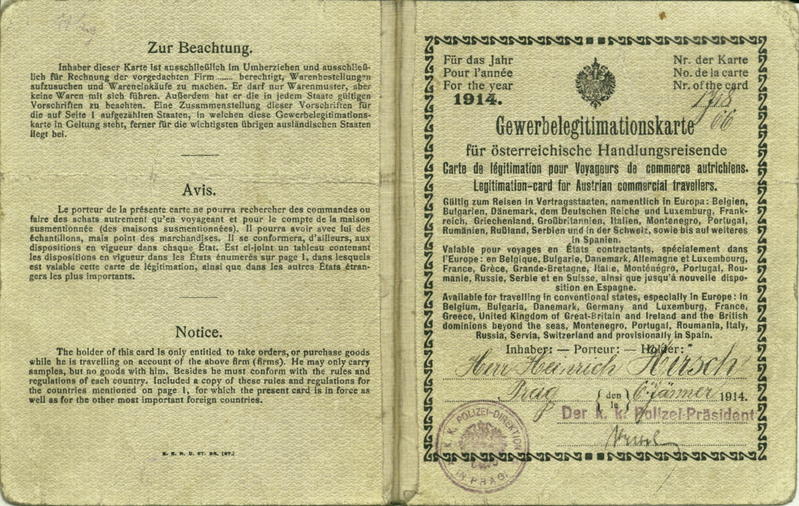 Zur Beachtung.
Inhaber dieser Karte ist ausschließlich im Umherziehen und ausschließ-
lich für Rechnung der vorgedachten Firm ...... berechtigt, Warenbestellungen
aufzusuchen und Wareneinkäufe zu machen. Er darf nur Warenmuster, aber
keine Waren mit sich führen. Außerdem hat er die in jedem Staate gültigen
Vorschriften zu beachten. Eine Zusammenstellung dieser Vorschriften für
die auf Seite 1 aufgezählten Staaten, in welchen diese Gewerbelegitimations-
karte in Geltung steht, ferner für die wichtigsten übrigen ausländischen Staaten
liegt bei.
Avis.
Le porteur de la présente carte ne pourra rechercher des commandes ou
faire des achats autrement qu'en voyageant et pour le compte de la maison
susmentionnée (des maisons susmentionnées). Il pourra avoir avec lui des
échantillons, mais point de marchandises. Il se conformera, d'ailleurs, aux
dispositions en vigueur dans chaque État. Est ci-joint un tableau contenant
les dispositions en vigueur dans les États énumérés sur page 1, dans lesquels
est valable cette carte de légitimation, ainsi que dans les autres États étran-
gers les plus importants.
Notice.
The holder of this card is only entitled to take orders, or purchase goods
while he is travelling on account of the above firm (firms). He may only carry
samples, but no goods with him. Besides he must conform with the rules and
regulations of each country. Included a copy of these rules and regulations for the
countries mentioned on page 1, for which the present card is in force as
well as for the other most important foreign countries.
Für das Jahr
Pour l'année
For the year
1914.
Nr. der Karte
No. de la carte
Nr. of the card
66
Gewerbelegitimationskarte
für österreichische Handlungsreisende
Carte de légitimation pour Voyageurs de commerce autrichiens.
Legitimation-card for Austrian commercial travellers.
Gültig zum Reisen in Vertragsstaaten, namentlich in Europa: Belgien,
Bulgarien, Dänemark, dem Deutschen Reiche und Luxemburg, Frank-
reich, Griechenland, Großbritannien, Italien, Montenegro, Portugal,
Rumänien, Rußland, Serbien und in der Schweiz, sowie bis auf weiteres
in Spanien.
Valable pour voyages en États contractants, spécialement dans
l'Europe: en Belgique, Bulgarie, Danemark, Allemagne et Luxembourg,
France, Grèce, Grande-Bretagne, Italie, Monténégro, Portugal, Rou-
manie, Russie, Serbie et en Suisse, ainsi que jusqu'à nouvelle dispo-
sition en Espagne.
Available for travelling in conventional states, especially in Europe: in
Belgium, Bulgaria, Danemark, Germany and Luxemburg, France,
Greece, United Kingdom of Great-Britain and Ireland and the British
dominions beyond the seas, Montenegro, Portugal, Roumania, Italy,
Russia, Servia, Switzerland and provisionally in Spain.
Inhaber: — Porteur: — Holder:
Herr Heinrich Hirsch
Prag den 6 Jänner 1914.
le
Der k. k. Polizei-Präsident
K. K. POLIZEI-DIREKTION
IN PRAG.